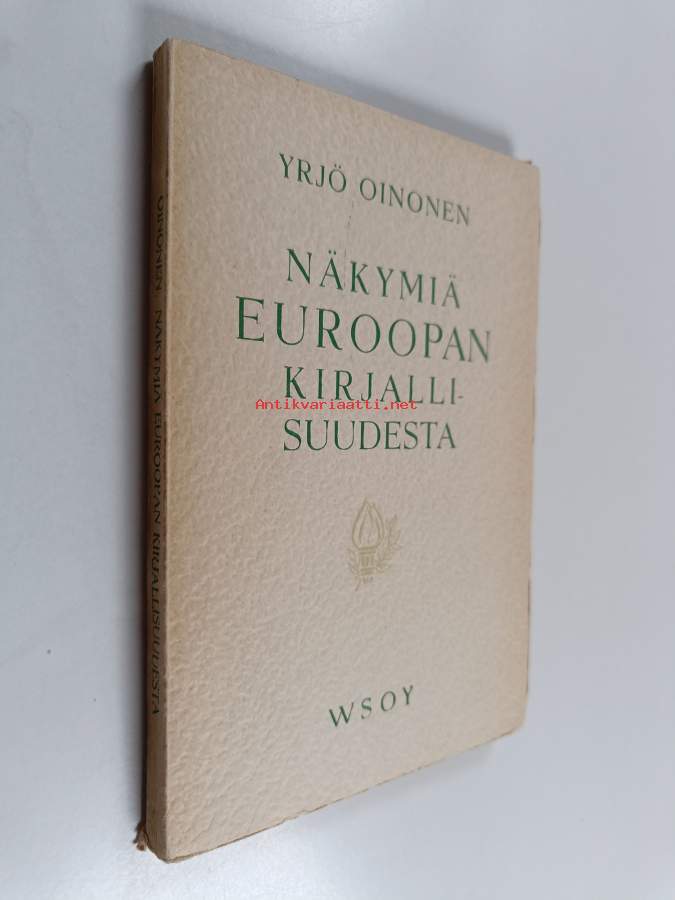 YRJÖ OINONEN
NÄKYMIÄ
EUROOPAN
KIRJALLI-
SUUDESTA
WSOY
OINONEN NÄKYMIÄ EUROOPAN KIRJALLISUUDESTA
Antikvariaatti.net